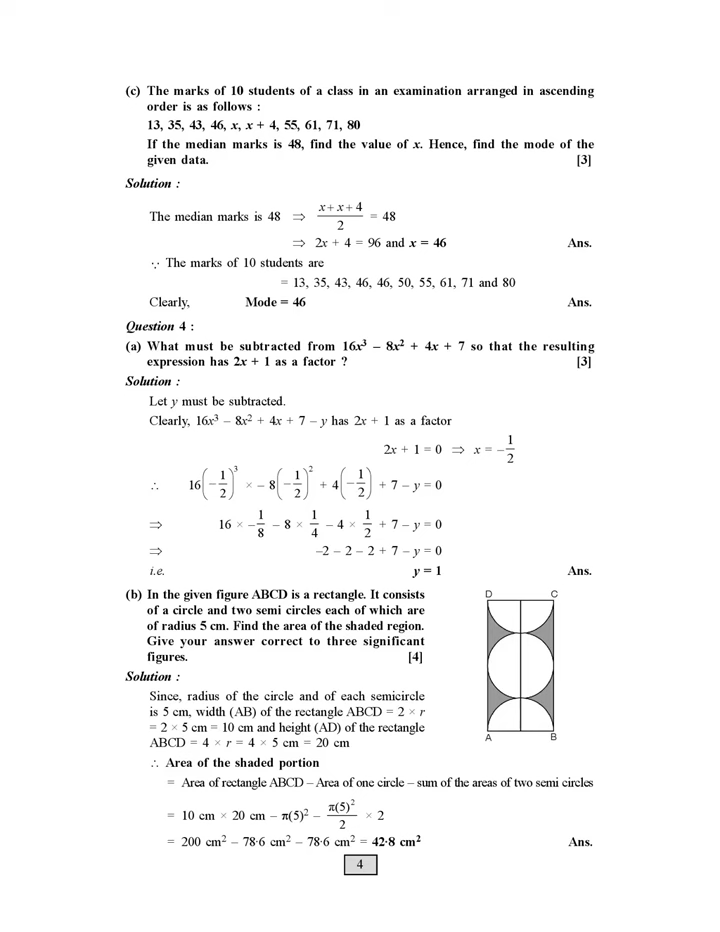 (c) The marks of 10 students of a class in an examination arranged in ascending
order is as follows :
13, 35, 43, 46, x, x + 4, 55, 61, 71, 80
If the median marks is 48, find the value of x. Hence, find the mode of the
given data. [3]
Solution :
The median marks is 48 ⇒ (x + x + 4)/2 = 48
⇒ 2x + 4 = 96 and x = 46 Ans.
∵ The marks of 10 students are
= 13, 35, 43, 46, 46, 50, 55, 61, 71 and 80
Clearly, Mode = 46 Ans.
Question 4 :
(a) What must be subtracted from 16x³ – 8x² + 4x + 7 so that the resulting
expression has 2x + 1 as a factor ? [3]
Solution :
Let y must be subtracted.
Clearly, 16x³ – 8x² + 4x + 7 – y has 2x + 1 as a factor
2x + 1 = 0 ⇒ x = – 1/2
∴ 16(– 1/2)³ × – 8(– 1/2)² + 4(– 1/2) + 7 – y = 0
⇒ 16 × – 1/8 – 8 × 1/4 – 4 × 1/2 + 7 – y = 0
⇒ –2 – 2 – 2 + 7 – y = 0
i.e. y = 1 Ans.
(b) In the given figure ABCD is a rectangle. It consists
of a circle and two semi circles each of which are
of radius 5 cm. Find the area of the shaded region.
Give your answer correct to three significant
figures. [4]
D C
A B
Solution :
Since, radius of the circle and of each semicircle
is 5 cm, width (AB) of the rectangle ABCD = 2 × r
= 2 × 5 cm = 10 cm and height (AD) of the rectangle
ABCD = 4 × r = 4 × 5 cm = 20 cm
∴ Area of the shaded portion
= Area of rectangle ABCD – Area of one circle – sum of the areas of two semi circles
= 10 cm × 20 cm – π(5)² – π(5)²/2 × 2
= 200 cm² – 78·6 cm² – 78·6 cm² = 42·8 cm² Ans.
4